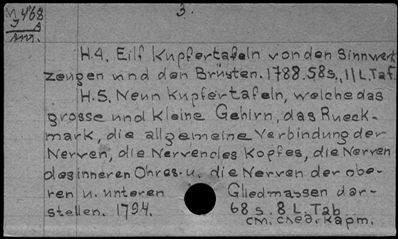 M 468
3.
H.4. Eilf Kupfertafeln von den Sinnwerk
zeugen und den Brüsten. 1788. 58 s., 11 L. Taf.
H.5. Neun Kupfertafeln, welche das
grosse und kleine Gehirn, das Rueck-
mark, die allgemeine Verbindung der
Nerven, die Nerven des Kopfes, die Nerven
des inneren Ohres u. die Nerven der obe-
ren u. unteren Gliedmassen dar-
stellen. 1794. 68 s. 8 L. Tab